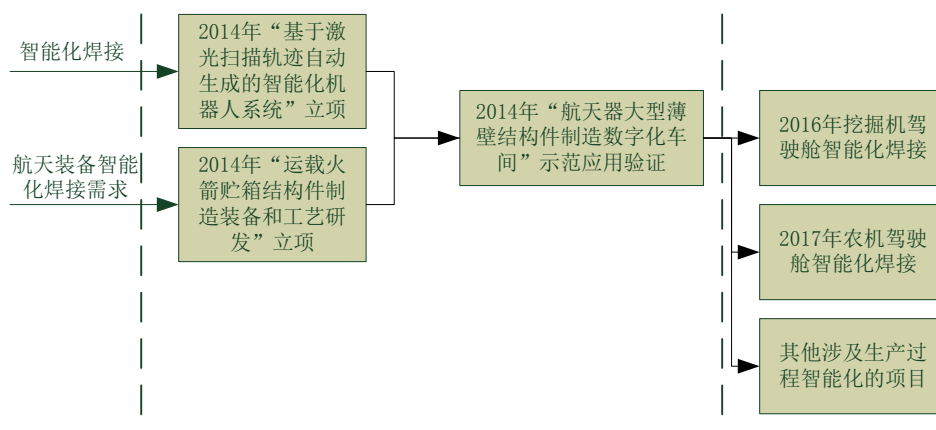 智能化焊接
2014年“基于激
光扫描轨迹自动
生成的智能化机
器人系统”立项
航天装备智能
化焊接需求
2014年“运载火
箭贮箱结构件制
造装备和工艺研
发”立项
2014年“航天器大型薄
壁结构件制造数字化车
间”示范应用验证
2016年挖掘机驾
驶舱智能化焊接
2017年农机驾驶
舱智能化焊接
其他涉及生产过
程智能化的项目